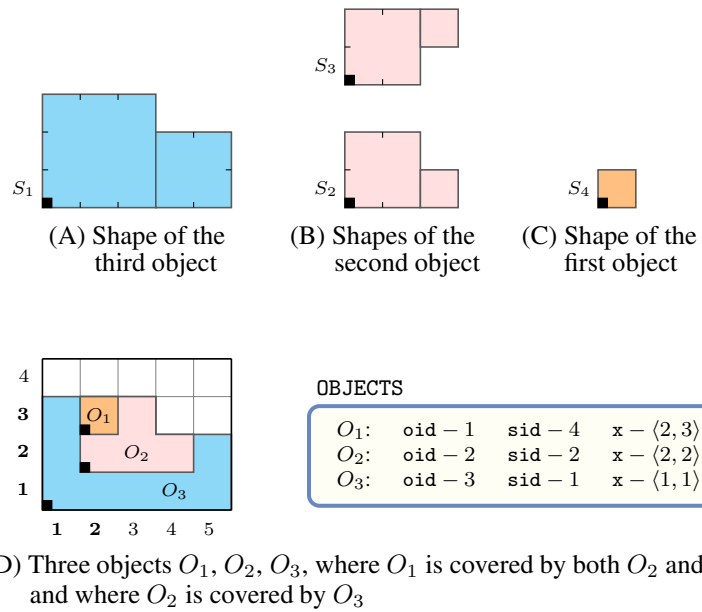 S3
S1
S2
S4
(A) Shape of the
third object
(B) Shapes of the
second object
(C) Shape of the
first object
4
3
2
1
O1
O2
O3
1 2 3 4 5
OBJECTS
O1: oid − 1 sid − 4 x − ⟨2, 3⟩
O2: oid − 2 sid − 2 x − ⟨2, 2⟩
O3: oid − 3 sid − 1 x − ⟨1, 1⟩
) Three objects O1, O2, O3, where O1 is covered by both O2 and
and where O2 is covered by O3